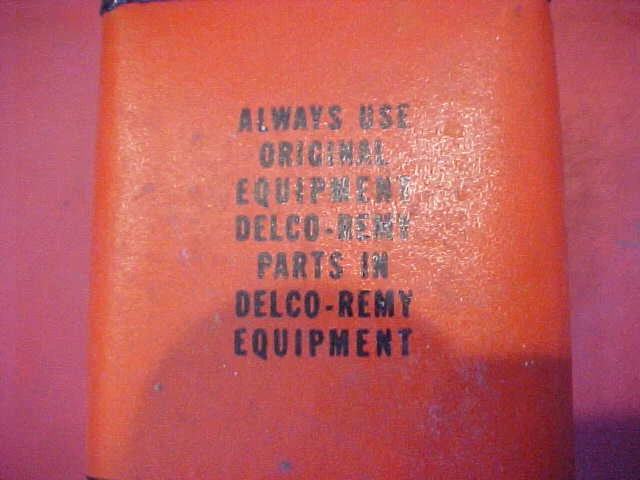 ALWAYS USE
ORIGINAL
EQUIPMENT
DELCO-REMY
PARTS IN
DELCO-REMY
EQUIPMENT